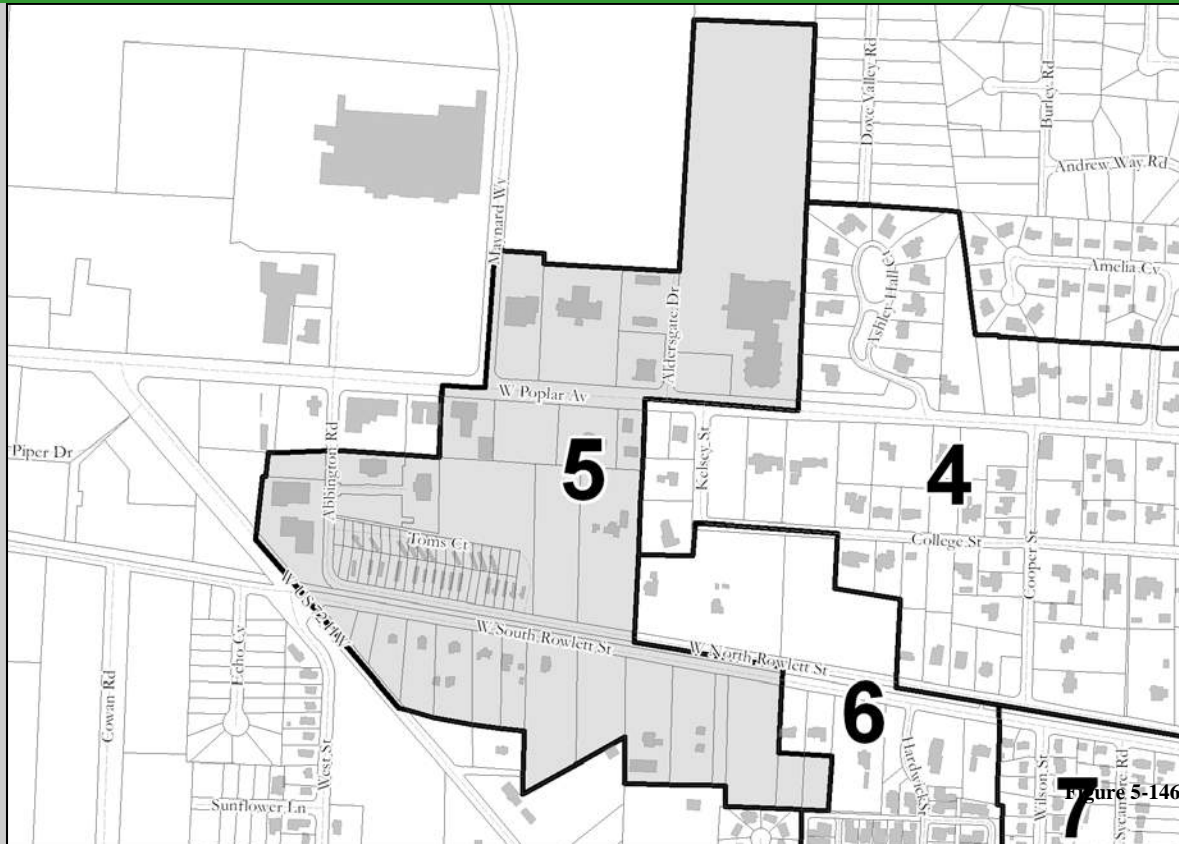 Dove Valley Rd
Burley Rd
Andrew Way Rd
Maynard Wy
Amelia Cv
Ashley Hall Cv
Aldersgate Dr
W Poplar Av
Piper Dr
Abbington Rd
5
Kelsey St
4
Toms Ct
College St
Cooper St
W US 72 HW
W South Rowlett St
W North Rowlett St
Echo Cv
Cowan Rd
West St
6
Hardwick St
Wilson St
Sycamore Rd
Sunflower Ln
7
Figure 5-146